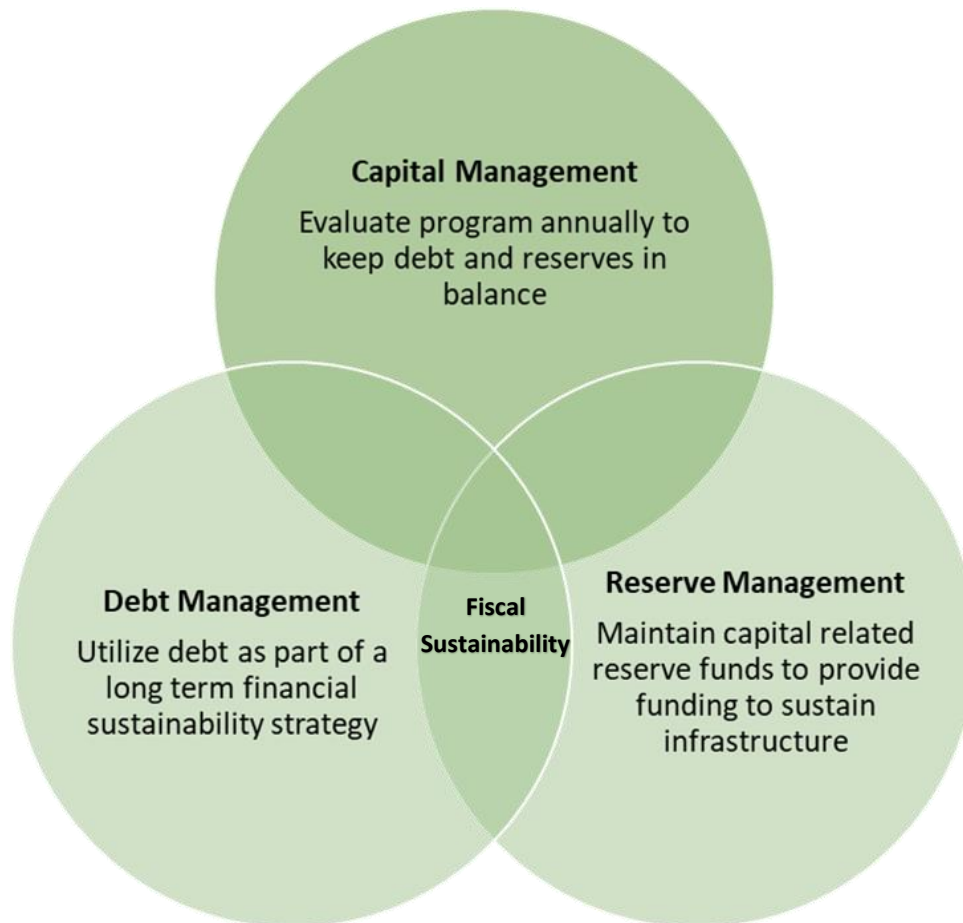 Capital Management
Evaluate program annually to
keep debt and reserves in
balance
Debt Management
Utilize debt as part of a
long term financial
sustainability strategy
Fiscal
Sustainability
Reserve Management
Maintain capital related
reserve funds to provide
funding to sustain
infrastructure